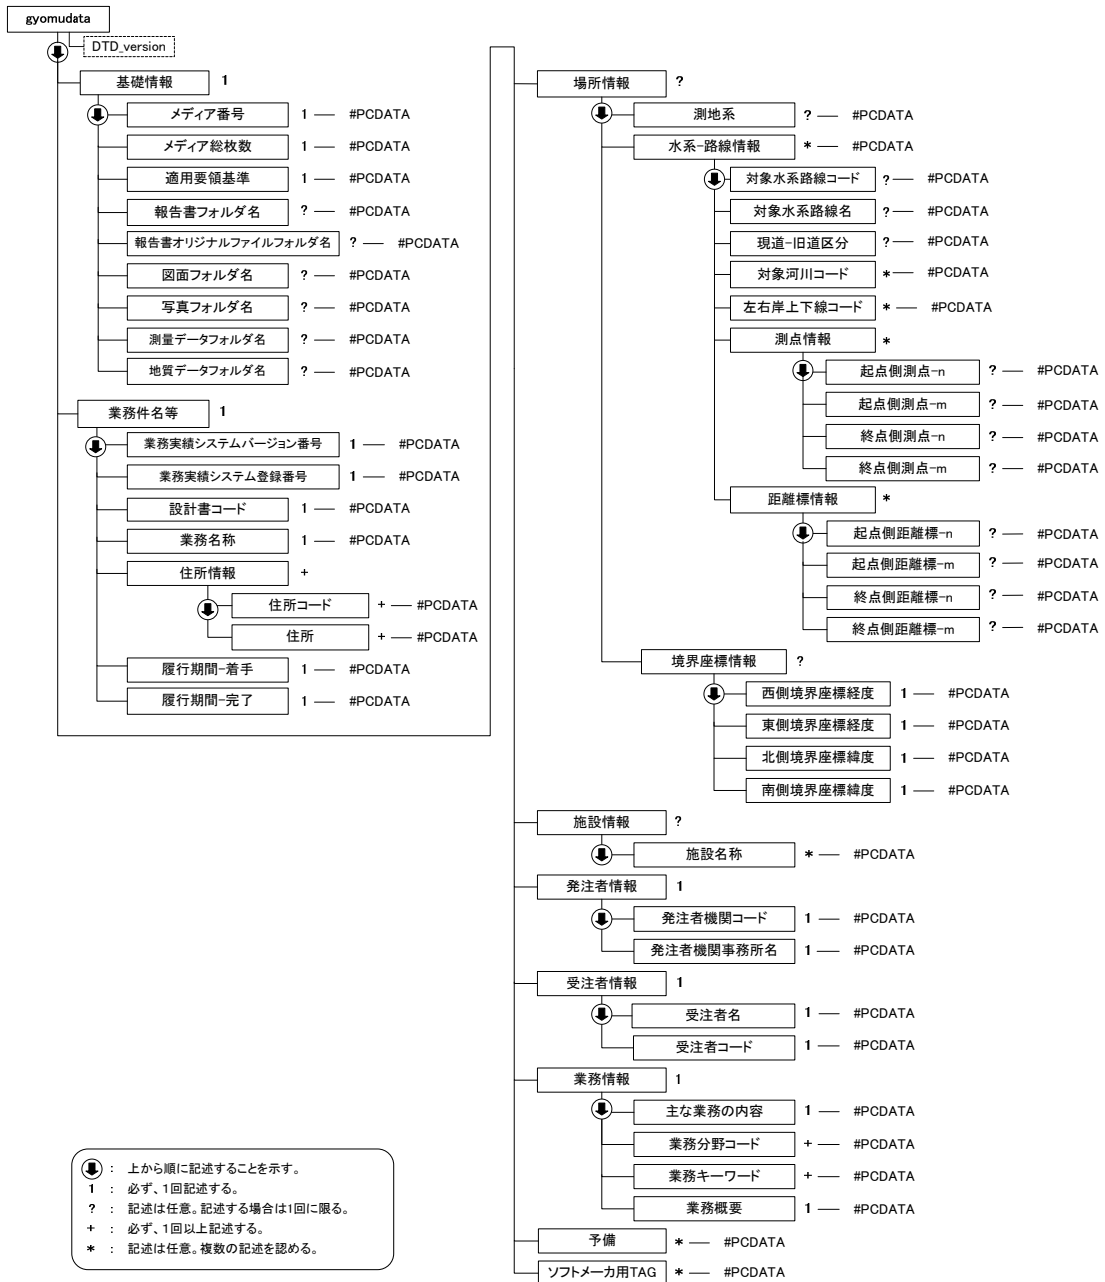 gyomudata
DTD_version
基礎情報 1
メディア番号 1 #PCDATA
メディア総枚数 1 #PCDATA
適用要領基準 1 #PCDATA
報告書フォルダ名 ? #PCDATA
報告書オリジナルファイルフォルダ名 ? #PCDATA
図面フォルダ名 ? #PCDATA
写真フォルダ名 ? #PCDATA
測量データフォルダ名 ? #PCDATA
地質データフォルダ名 ? #PCDATA
業務件名等 1
業務実績システムバージョン番号 1 #PCDATA
業務実績システム登録番号 1 #PCDATA
設計書コード 1 #PCDATA
業務名称 1 #PCDATA
住所情報 +
住所コード + #PCDATA
住所 + #PCDATA
履行期間-着手 1 #PCDATA
履行期間-完了 1 #PCDATA
場所情報 ?
測地系 ? #PCDATA
水系-路線情報 * #PCDATA
対象水系路線コード ? #PCDATA
対象水系路線名 ? #PCDATA
現道-旧道区分 ? #PCDATA
対象河川コード * #PCDATA
左右岸上下線コード * #PCDATA
測点情報 *
起点側測点-n ? #PCDATA
起点側測点-m ? #PCDATA
終点側測点-n ? #PCDATA
終点側測点-m ? #PCDATA
距離標情報 *
起点側距離標-n ? #PCDATA
起点側距離標-m ? #PCDATA
終点側距離標-n ? #PCDATA
終点側距離標-m ? #PCDATA
境界座標情報 ?
西側境界座標経度 1 #PCDATA
東側境界座標経度 1 #PCDATA
北側境界座標緯度 1 #PCDATA
南側境界座標緯度 1 #PCDATA
施設情報 ?
施設名称 * #PCDATA
発注者情報 1
発注者機関コード 1 #PCDATA
発注者機関事務所名 1 #PCDATA
受注者情報 1
受注者名 1 #PCDATA
受注者コード 1 #PCDATA
業務情報 1
主な業務の内容 1 #PCDATA
業務分野コード + #PCDATA
業務キーワード + #PCDATA
業務概要 1 #PCDATA
予備 * #PCDATA
ソフトメーカ用TAG * #PCDATA
: 上から順に記述することを示す。
1 : 必ず、1回記述する。
? : 記述は任意。記述する場合は1回に限る。
+ : 必ず、1回以上記述する。
* : 記述は任意。複数の記述を認める。